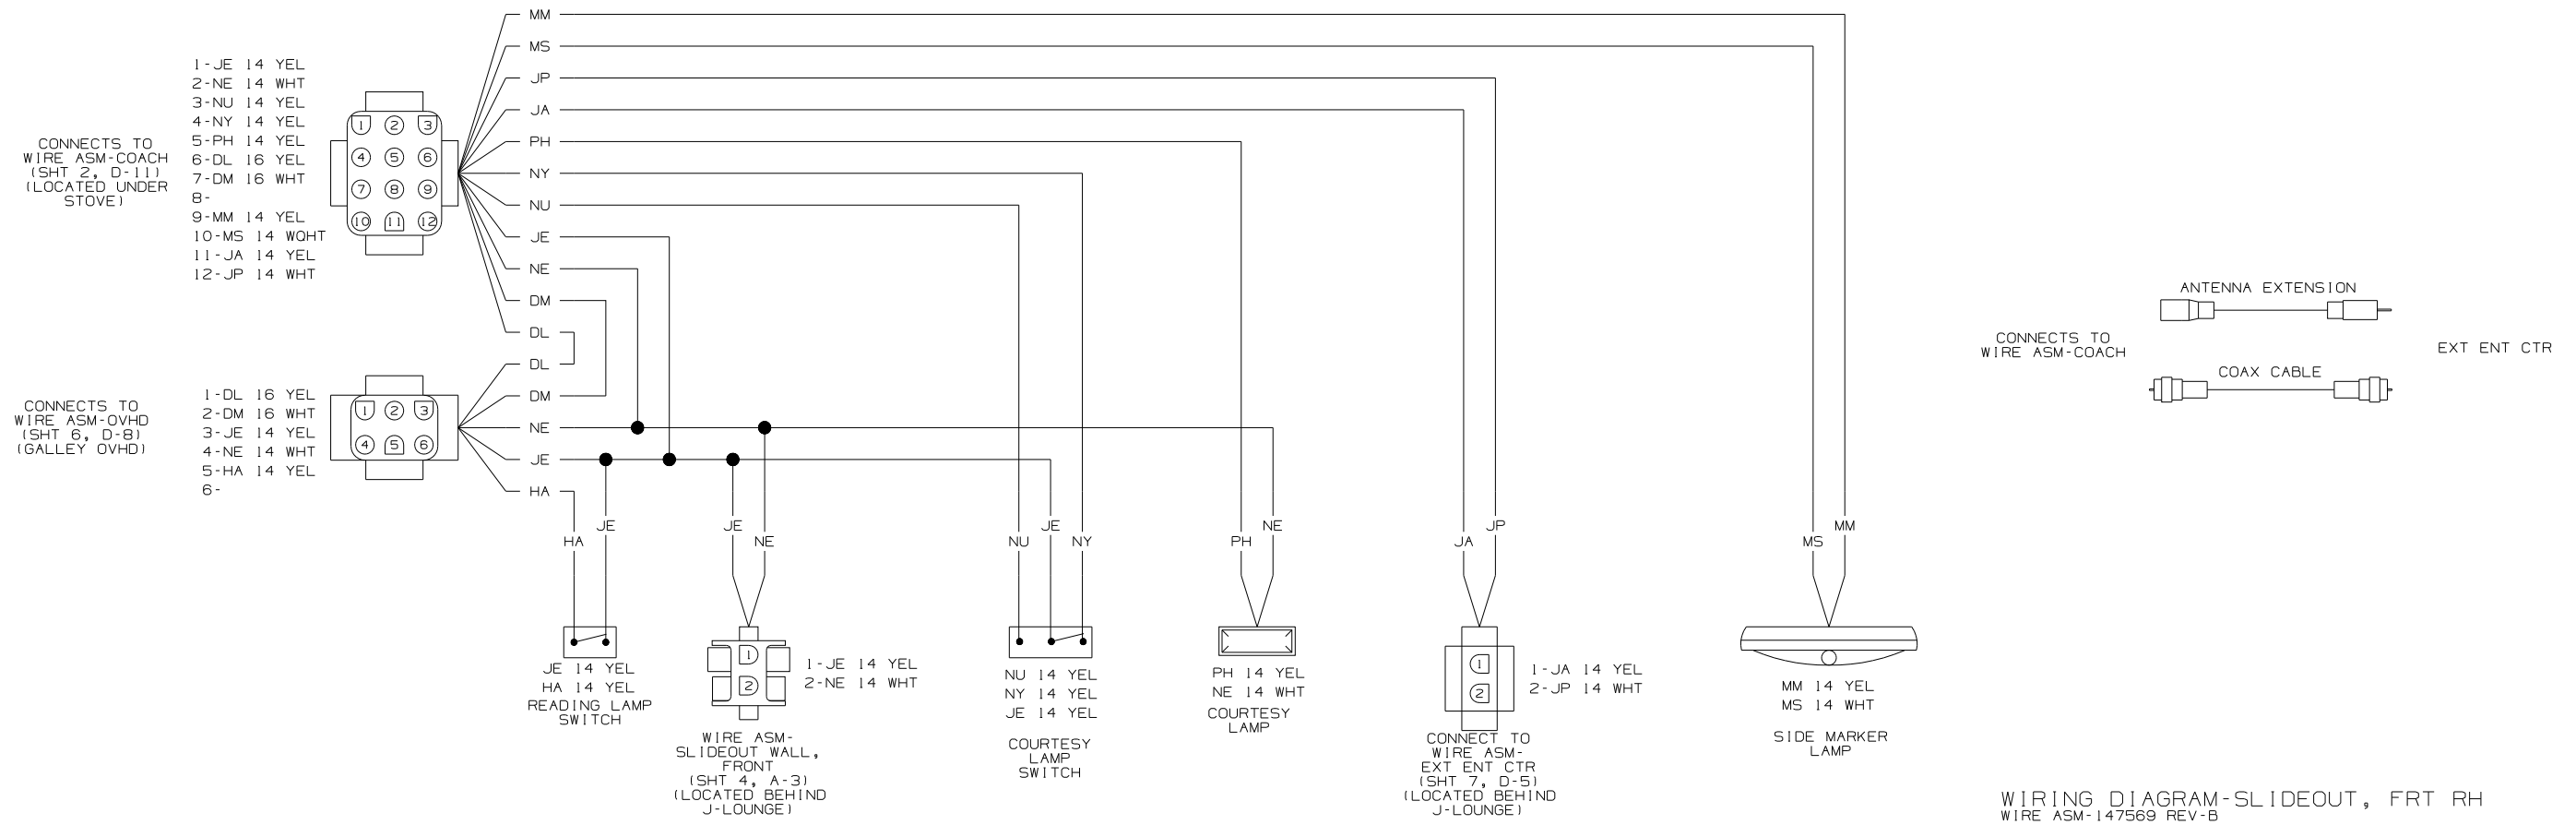 CONNECTS TO
WIRE ASM-COACH
(SHT 2, D-11)
(LOCATED UNDER
STOVE)
1-JE 14 YEL
2-NE 14 WHT
3-NU 14 YEL
4-NY 14 YEL
5-PH 14 YEL
6-DL 16 YEL
7-DM 16 WHT
8-
9-MM 14 YEL
10-MS 14 WQHT
11-JA 14 YEL
12-JP 14 WHT
1 2 3
4 5 6
7 8 9
10 11 12
MM
MS
JP
JA
PH
NY
NU
JE
NE
DM
DL
DL
DM
NE
JE
HA
CONNECTS TO
WIRE ASM-OVHD
(SHT 6, D-8)
(GALLEY OVHD)
1-DL 16 YEL
2-DM 16 WHT
3-JE 14 YEL
4-NE 14 WHT
5-HA 14 YEL
6-
1 2 3
4 5 6
HA
JE
JE
NE
NU
JE
NY
PH
NE
JA
JP
MS
MM
JE 14 YEL
HA 14 YEL
READING LAMP
SWITCH
1
2
1-JE 14 YEL
2-NE 14 WHT
WIRE ASM-
SLIDEOUT WALL,
FRONT
(SHT 4, A-3)
(LOCATED BEHIND
J-LOUNGE)
NU 14 YEL
NY 14 YEL
JE 14 YEL
COURTESY
LAMP
SWITCH
PH 14 YEL
NE 14 WHT
COURTESY
LAMP
1
2
1-JA 14 YEL
2-JP 14 WHT
CONNECT TO
WIRE ASM-
EXT ENT CTR
(SHT 7, D-5)
(LOCATED BEHIND
J-LOUNGE)
MM 14 YEL
MS 14 WHT
SIDE MARKER
LAMP
ANTENNA EXTENSION
CONNECTS TO
WIRE ASM-COACH
EXT ENT CTR
COAX CABLE
WIRING DIAGRAM-SLIDEOUT, FRT RH
WIRE ASM-147569 REV-B